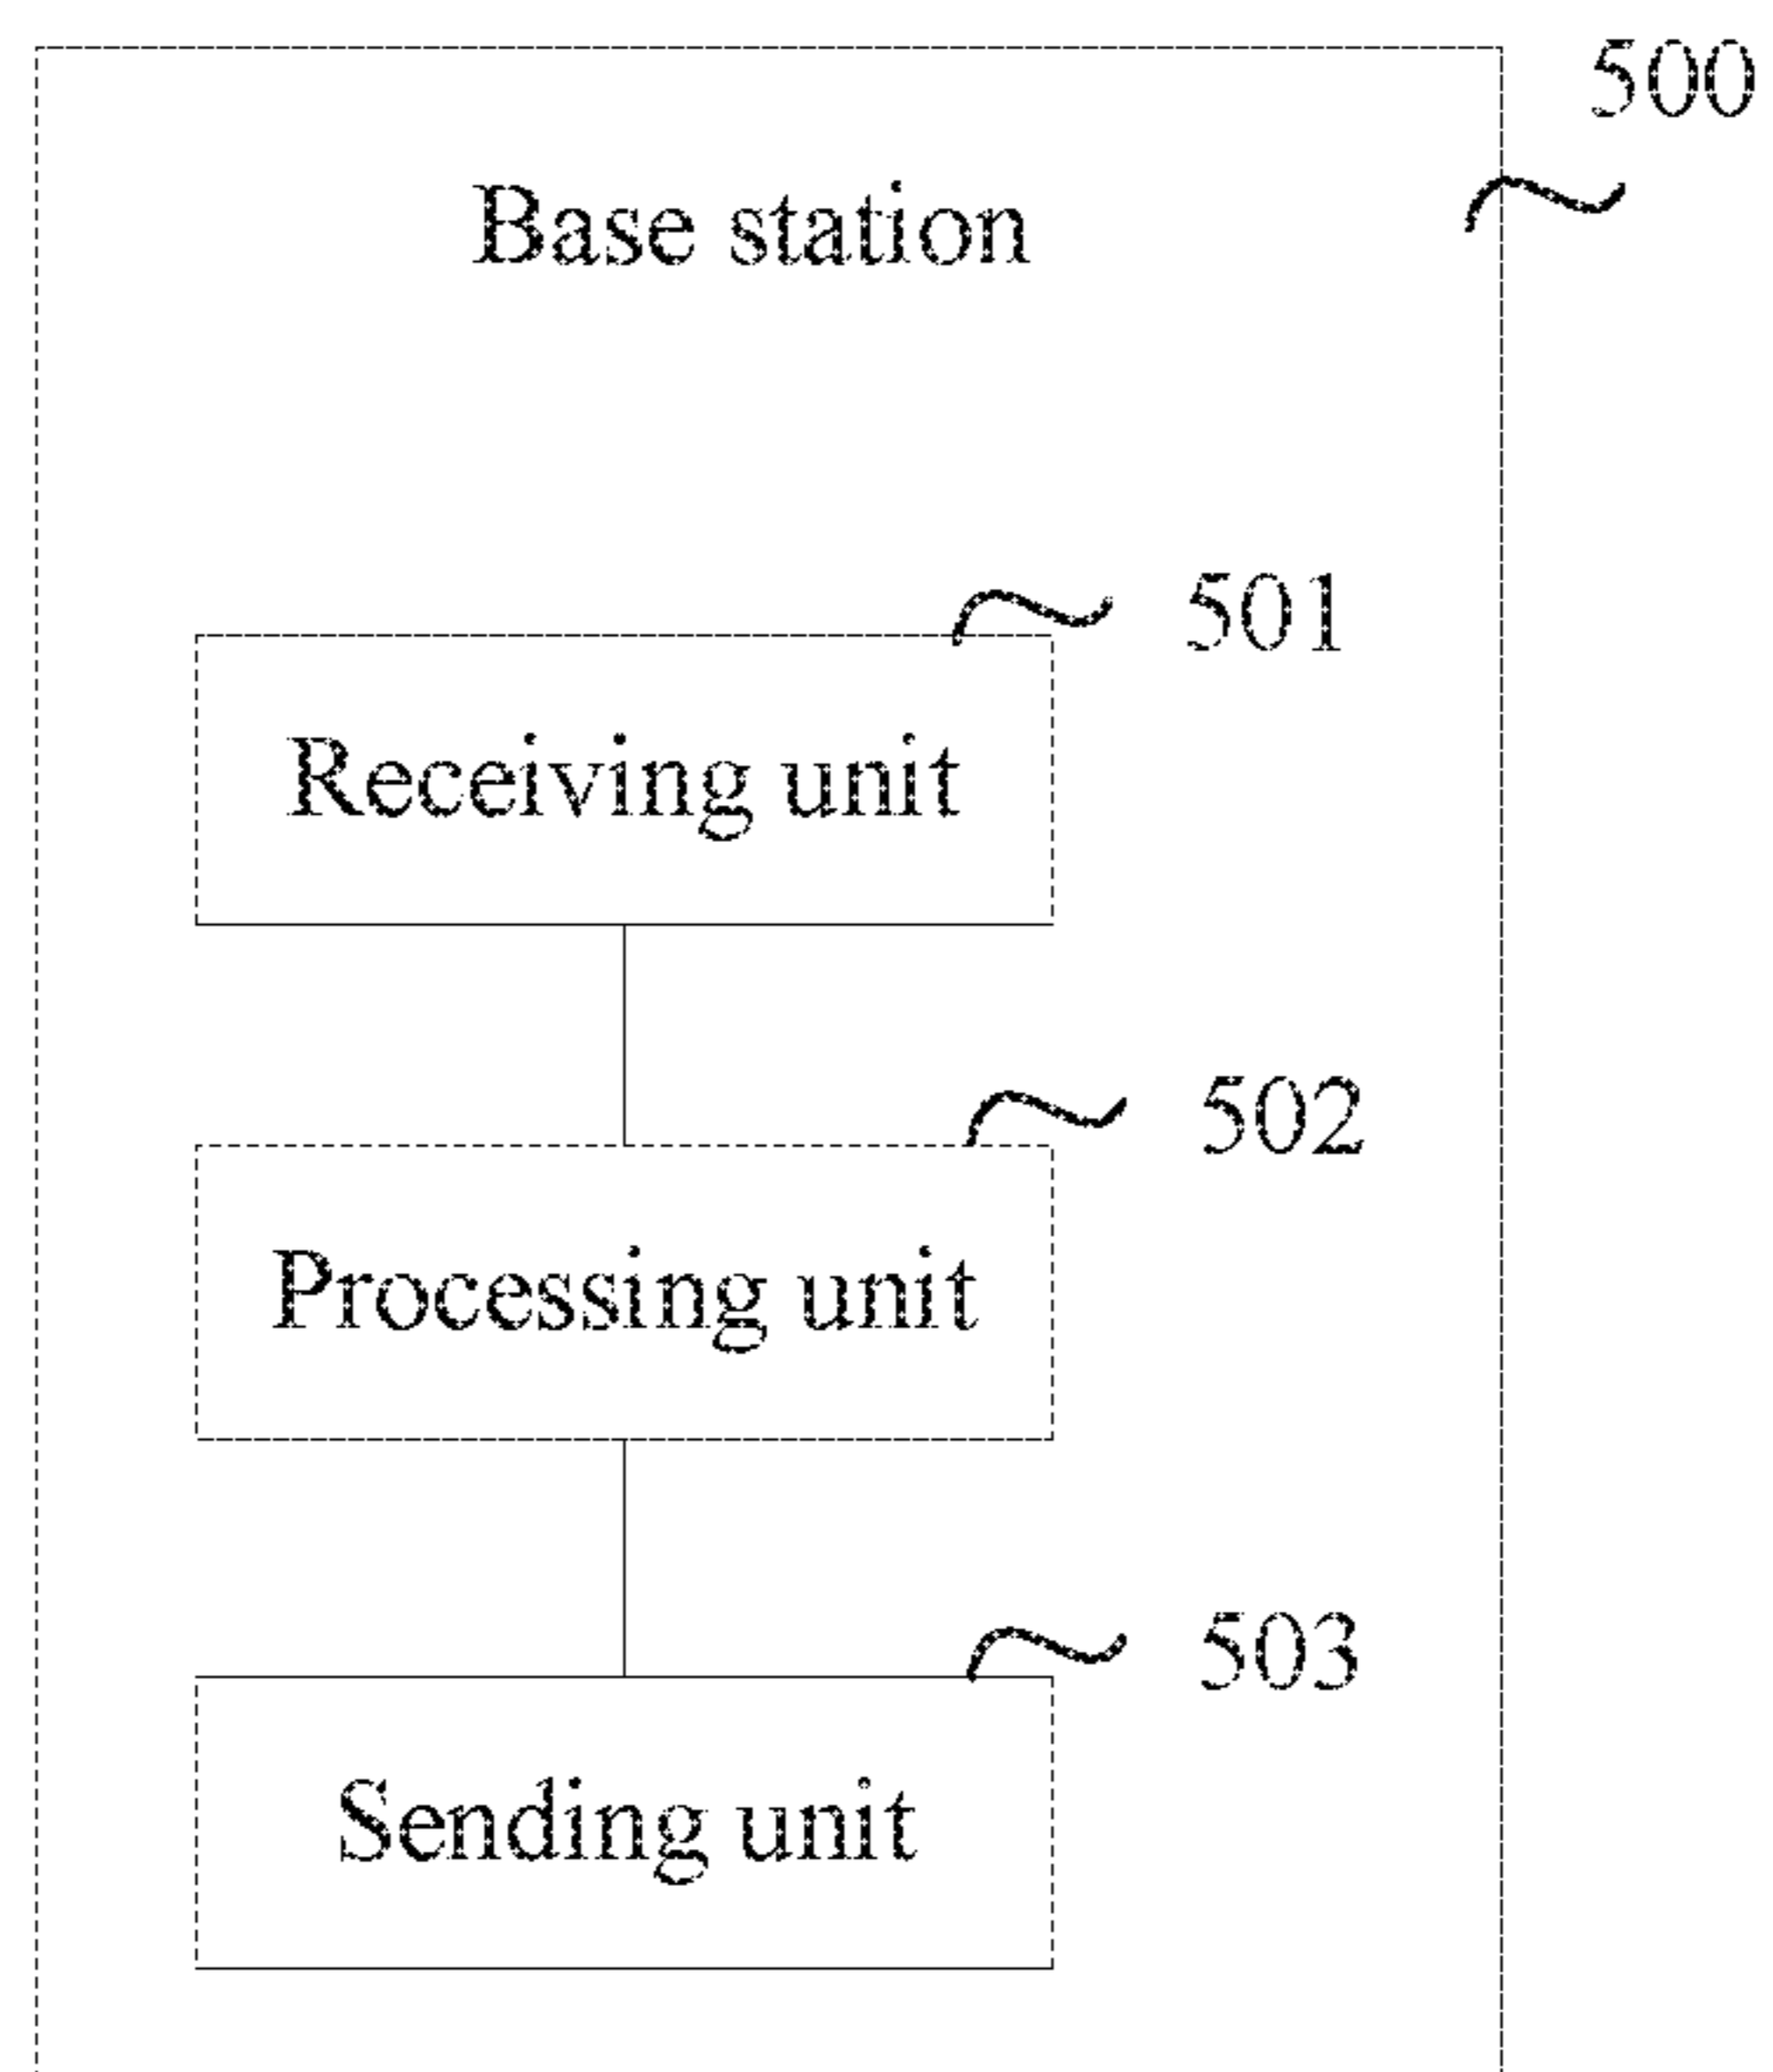 500
Base station
501
Receiving unit
502
Processing unit
503
Sending unit